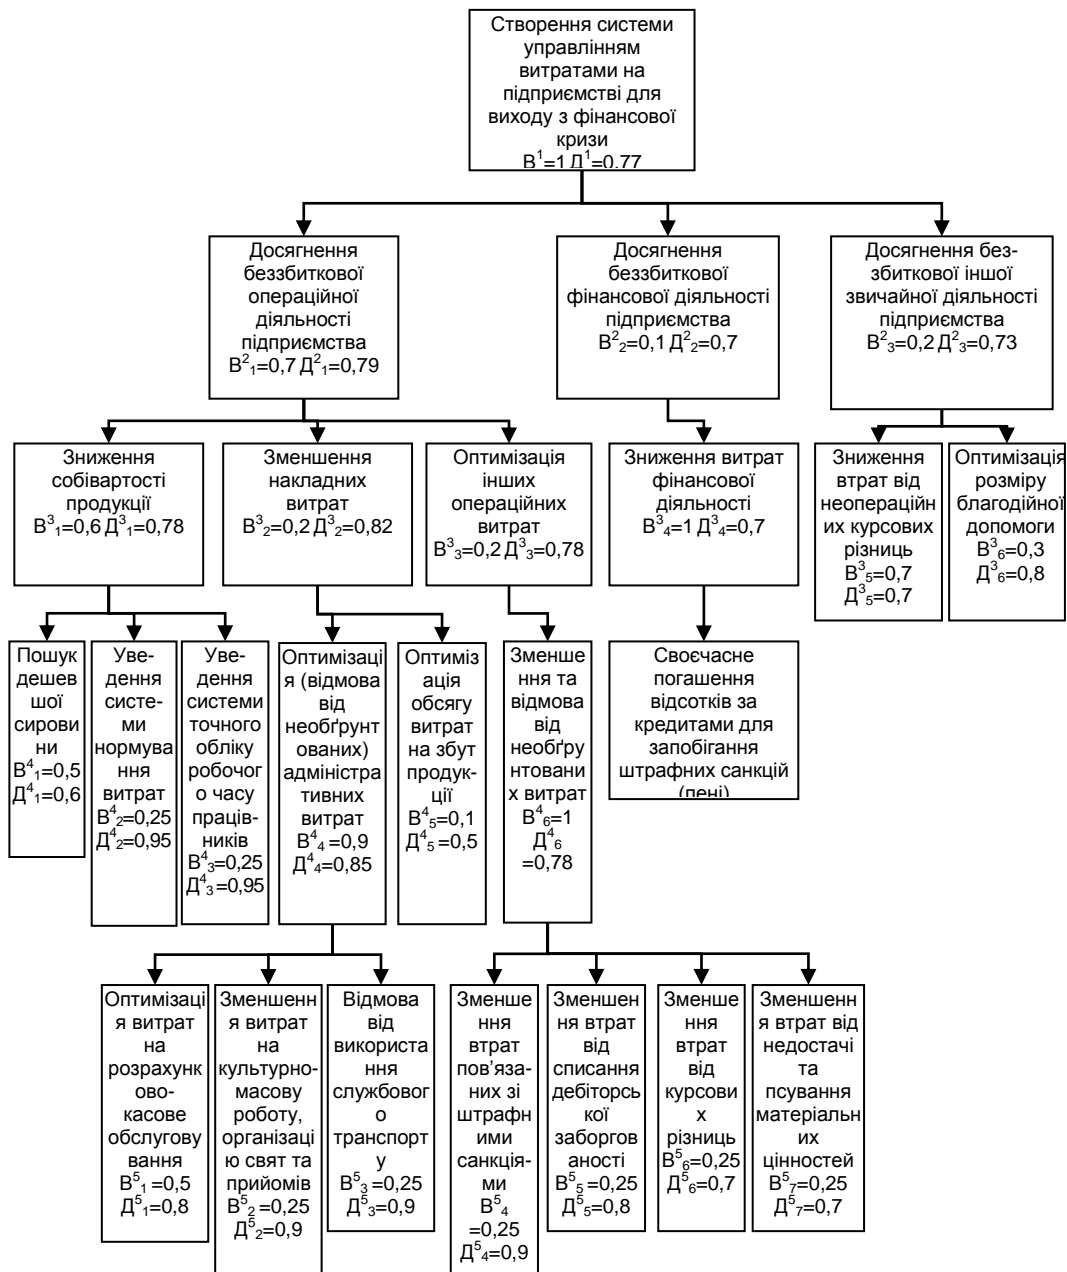 Створення системи
управлінням
витратами на
підприємстві для
виходу з фінансової
кризи
В¹=1 Д¹=0,77
Досягнення
беззбиткової
операційної
діяльності
підприємства
В²₁=0,7 Д²₁=0,79
Досягнення
беззбиткової
фінансової діяльності
підприємства
В²₂=0,1 Д²₂=0,7
Досягнення без-
збиткової іншої
звичайної діяльності
підприємства
В²₃=0,2 Д²₃=0,73
Зниження
собівартості
продукції
В³₁=0,6 Д³₁=0,78
Зменшення
накладних
витрат
В³₂=0,2 Д³₂=0,82
Оптимізація
інших
операційних
витрат
В³₃=0,2 Д³₃=0,78
Зниження витрат
фінансової
діяльності
В³₄=1 Д³₄=0,7
Зниження
втрат від
неопераційн
их курсових
різниць
В³₅=0,7
Д³₅=0,7
Оптимізація
розміру
благодійної
допомоги
В³₆=0,3
Д³₆=0,8
Пошук
дешев
шої
сирови
ни
В⁴₁=0,5
Д⁴₁=0,6
Уве-
дення
систе-
ми
нормува
ння
витрат
В⁴₂=0,25
Д⁴₂=0,95
Уве-
дення
системи
точного
обліку
робочог
о часу
праців-
ників
В⁴₃=0,25
Д⁴₃=0,95
Оптимізаці
я (відмова
від
необґрунт
ованих)
адміністра
тивних
витрат
В⁴₄ =0,9
Д⁴₄=0,85
Оптиміз
ація
обсягу
витрат
на збут
продук-
ції
В⁴₅=0,1
Д⁴₅ =0,5
Зменше
ння та
відмова
від
необґру
нтовани
х витрат
В⁴₆=1
Д⁴₆
=0,78
Своєчасне
погашення
відсотків за
кредитами для
запобігання
штрафних санкцій
(пені)
Оптимізаці
я витрат
на
розрахунк
ово-
касове
обслугову
вання
В⁵₁=0,5
Д⁵₁=0,8
Зменшенн
я витрат
на
культурно-
масову
роботу,
організаці
ю свят та
прийомів
В⁵₂=0,25
Д⁵₂=0,9
Відмова
від
використа
ння
службовог
о
транспорт
у
В⁵₃=0,25
Д⁵₃=0,9
Зменше
ння
втрат
пов’яза-
них зі
штрафн
ими
санкція-
ми
В⁵₄
=0,25
Д⁵₄=0,9
Зменшен
ня втрат
від
списання
дебіторсь
кої
заборгов
аності
В⁵₅=0,25
Д⁵₅=0,8
Зменше
ння
втрат
від
курсови
х
різниць
В⁵₆=0,25
Д⁵₆=0,7
Зменшенн
я втрат від
недостачі
та
псування
матеріальн
их
цінностей
В⁵₇=0,25
Д⁵₇=0,7